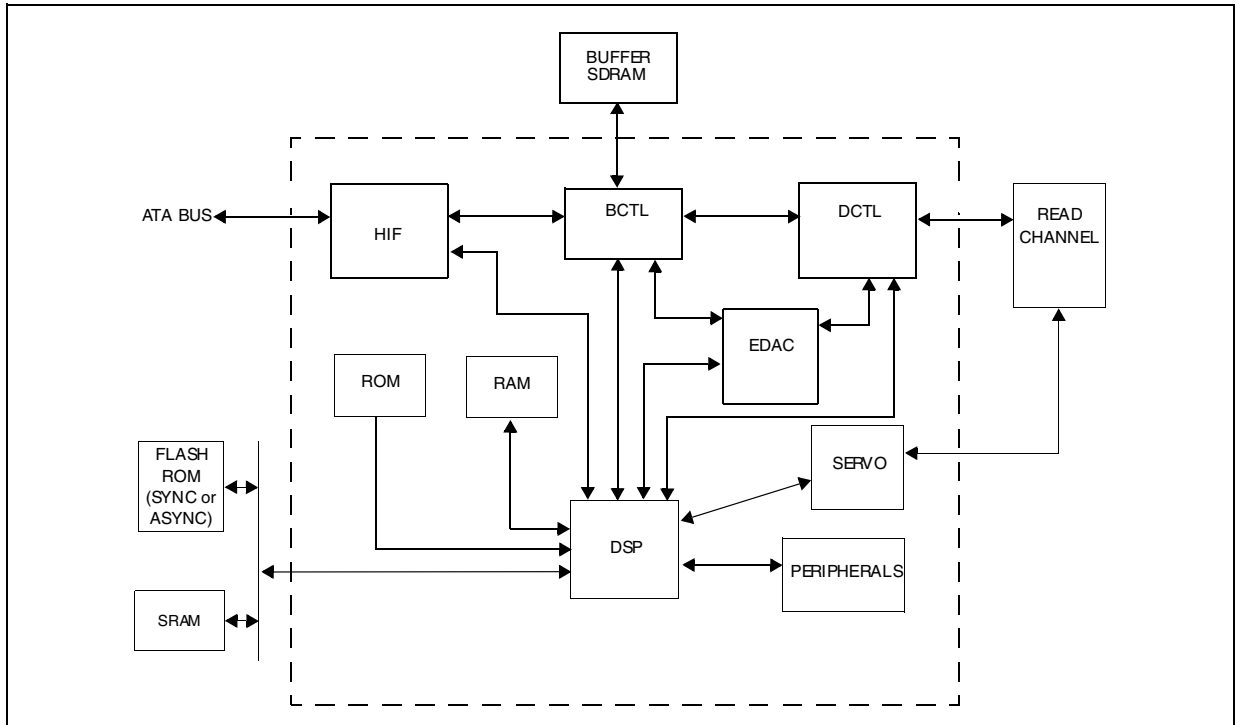 BUFFER
SDRAM
ATA BUS
HIF
BCTL
DCTL
READ
CHANNEL
EDAC
ROM
RAM
FLASH
ROM
(SYNC or
ASYNC)
SERVO
DSP
PERIPHERALS
SRAM